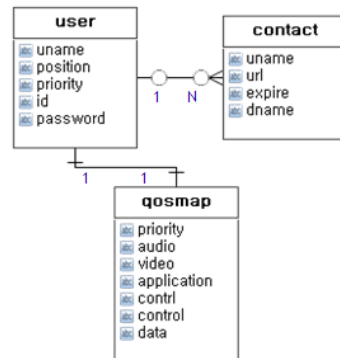 user
uname
position
priority
id
password
contact
uname
url
expire
dname
1 N
1 1
qosmap
priority
audio
video
application
contrl
control
data